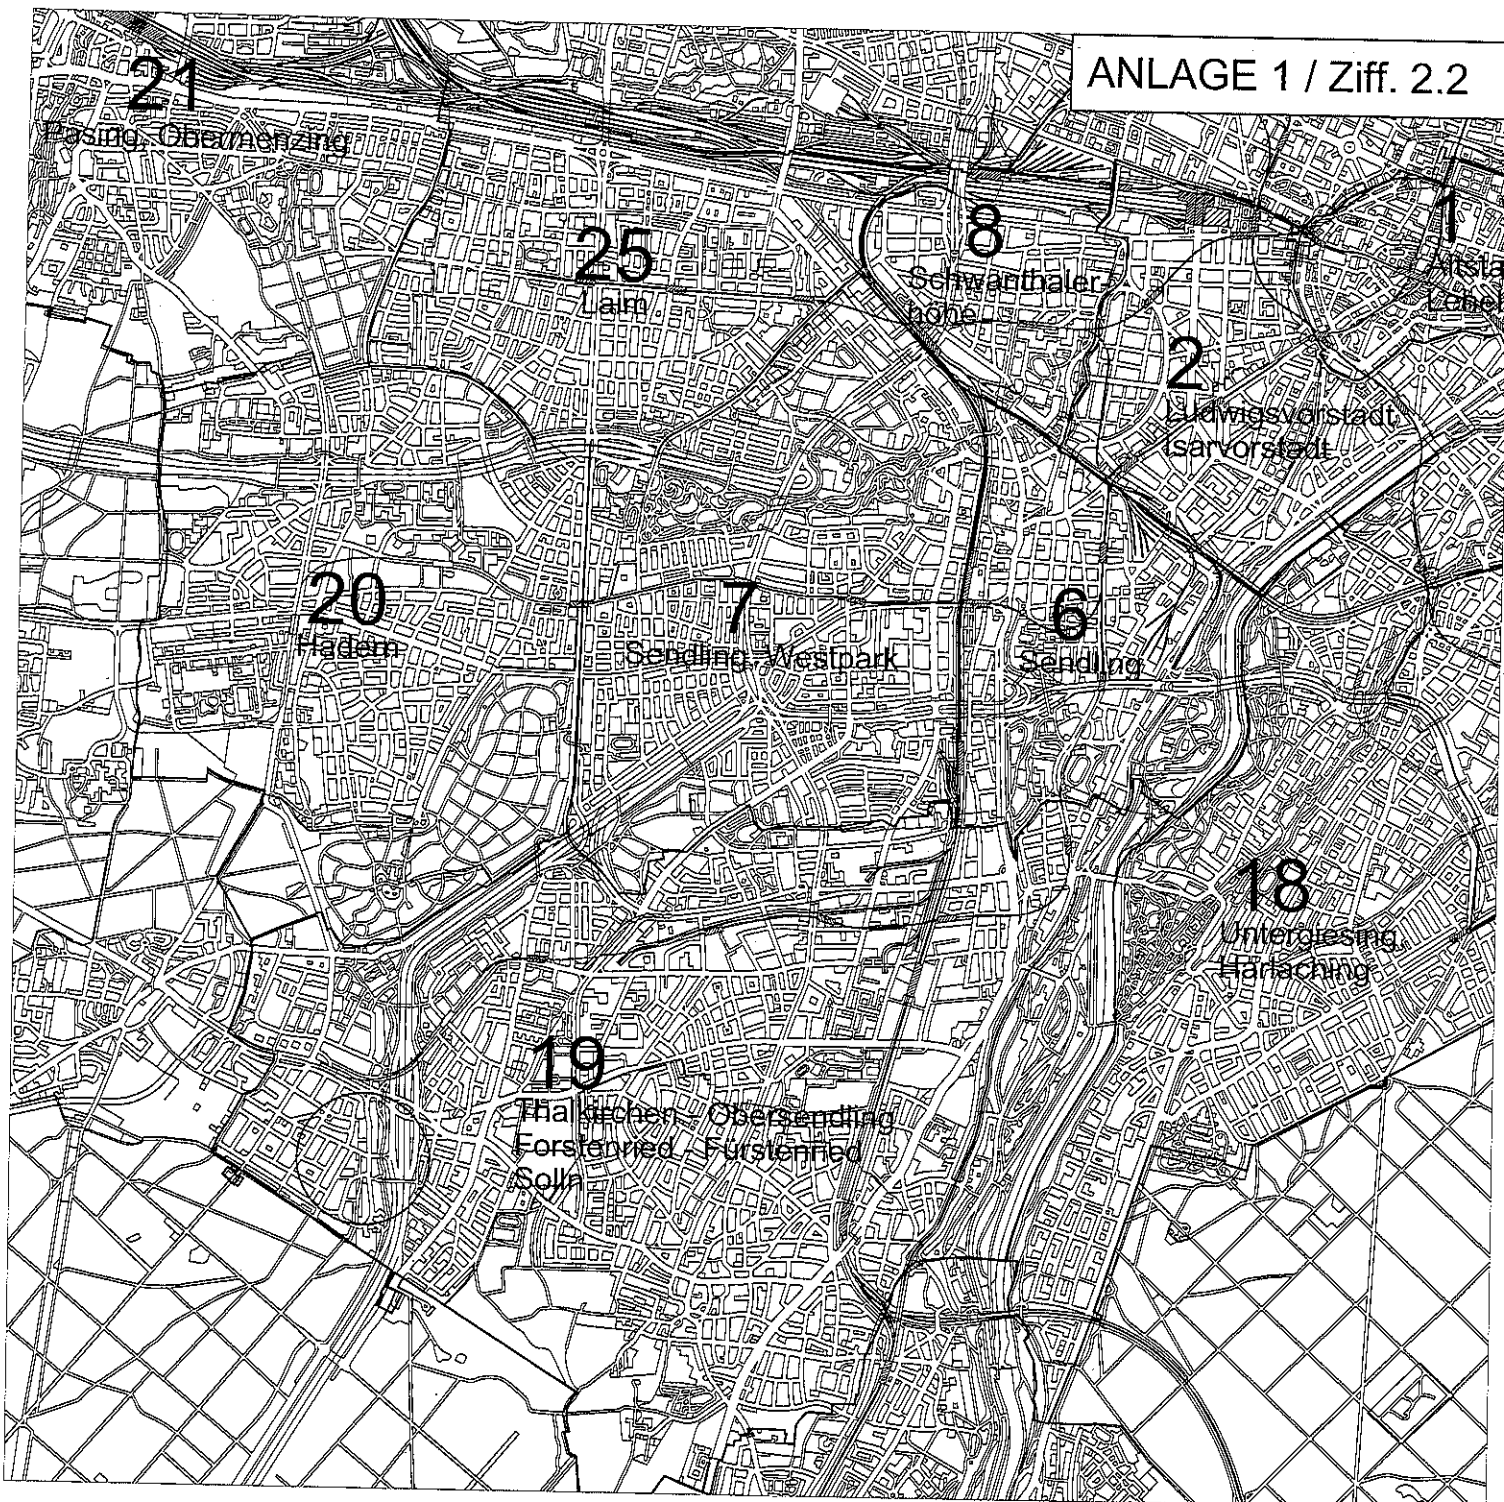 ANLAGE 1 / Ziff. 2.2
21
Pasing, Obermenzing
25
Laim
8
Schwanthaler-
höhe
1
2
Ludwigsvorstadt,
Isarvorstadt
20
Hadern
7
Sendling, Westpark
6
Sendling
18
Untergiesing,
Harlaching
19
Thalkirchen - Obersendling
Forstenried - Fürstenried
Solln